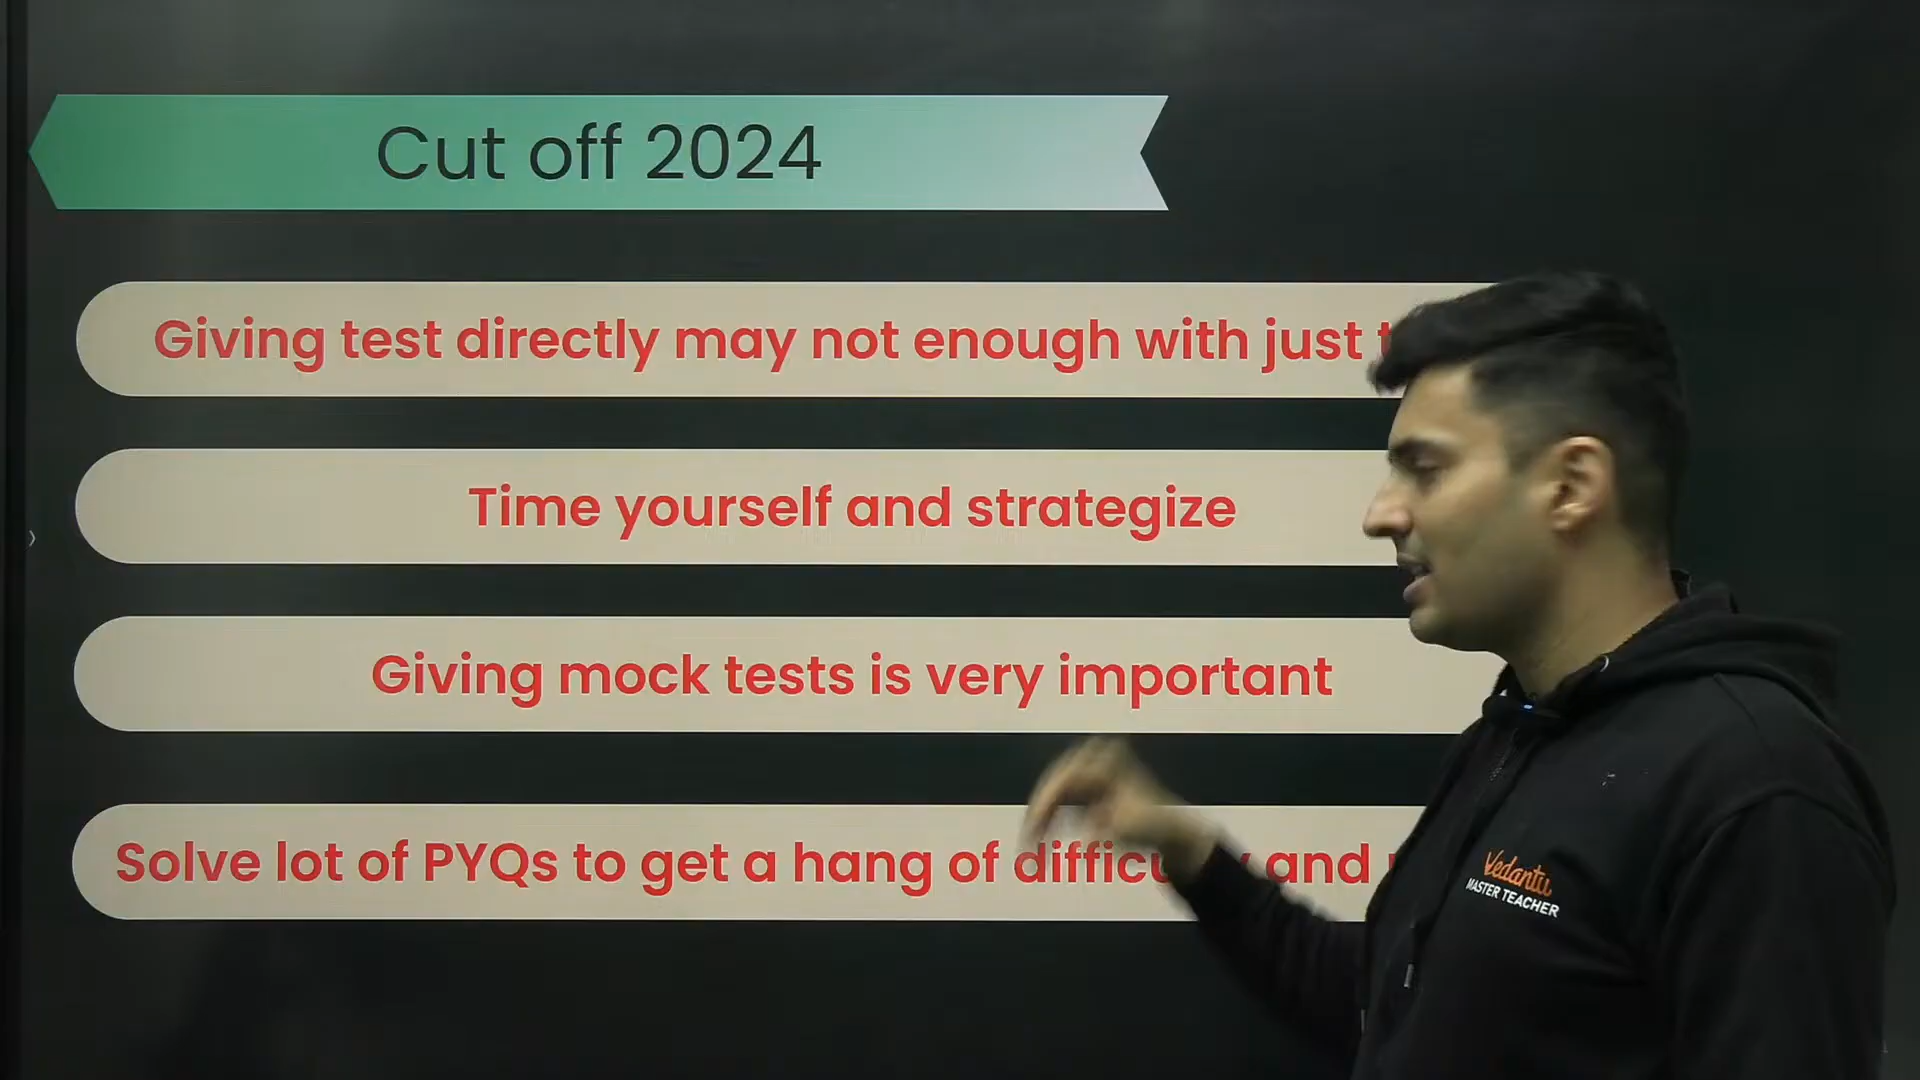 Cut off 2024
Giving test directly may not enough with just
Time yourself and strategize
Giving mock tests is very important
Solve lot of PYQs to get a hang of and
Vedantu
MASTER TEACHER